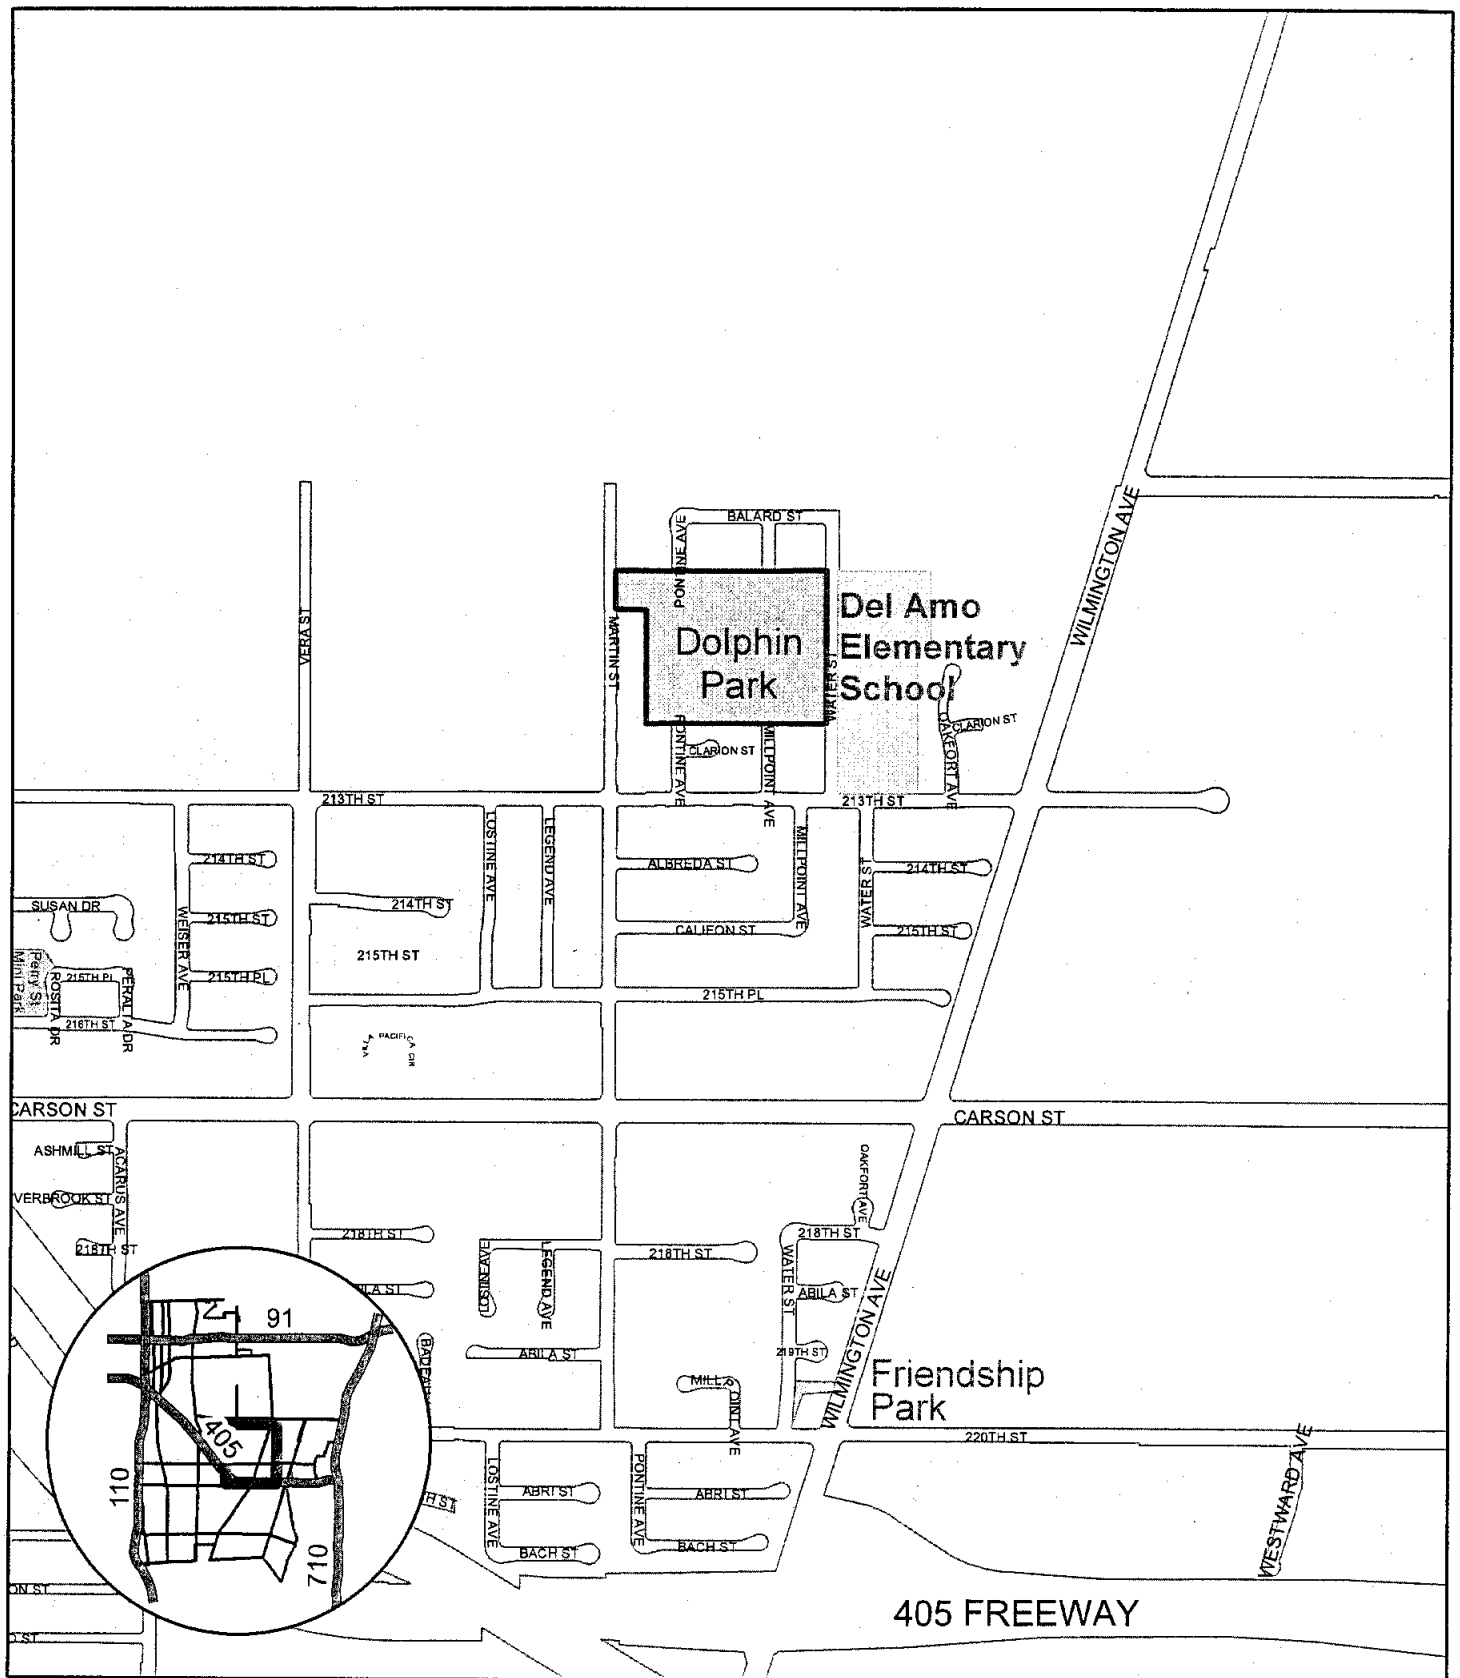 BALARD ST
PONTINE AVE
WILMINGTON AVE
VERA ST
MARTIN ST
Dolphin
Park
WATER ST
Del Amo
Elementary
School
OAKFORT AVE
CLARION ST
PONTINE AVE
CLARION ST
MILLPOINT AVE
213TH ST
213TH ST
LOSTINE AVE
LEGEND AVE
214TH ST
ALBREDA ST
MILLPOINT AVE
WATER ST
214TH ST
SUSAN DR
WEISER AVE
215TH ST
214TH ST
CALIFON ST
215TH ST
215TH ST
Perry St
Mini Park
ROSITA DR
215TH PL
PERALTA DR
215TH PL
215TH PL
216TH ST
PACIFICA CIR
CARSON ST
CARSON ST
ASHMILL ST
ACARUS AVE
VERBROOK ST
218TH ST
OAKFORT AVE
218TH ST
LOSTINE AVE
LEGEND AVE
218TH ST
WATER ST
218TH ST
ILA ST
ABILA ST
WILMINGTON AVE
91
ABILA ST
219TH ST
Friendship
Park
MILLPOINT AVE
405
220TH ST
110
710
LOSTINE AVE
ABRI ST
PONTINE AVE
ABRI ST
WESTWARD AVE
H ST
BACH ST
BACH ST
ON ST
405 FREEWAY